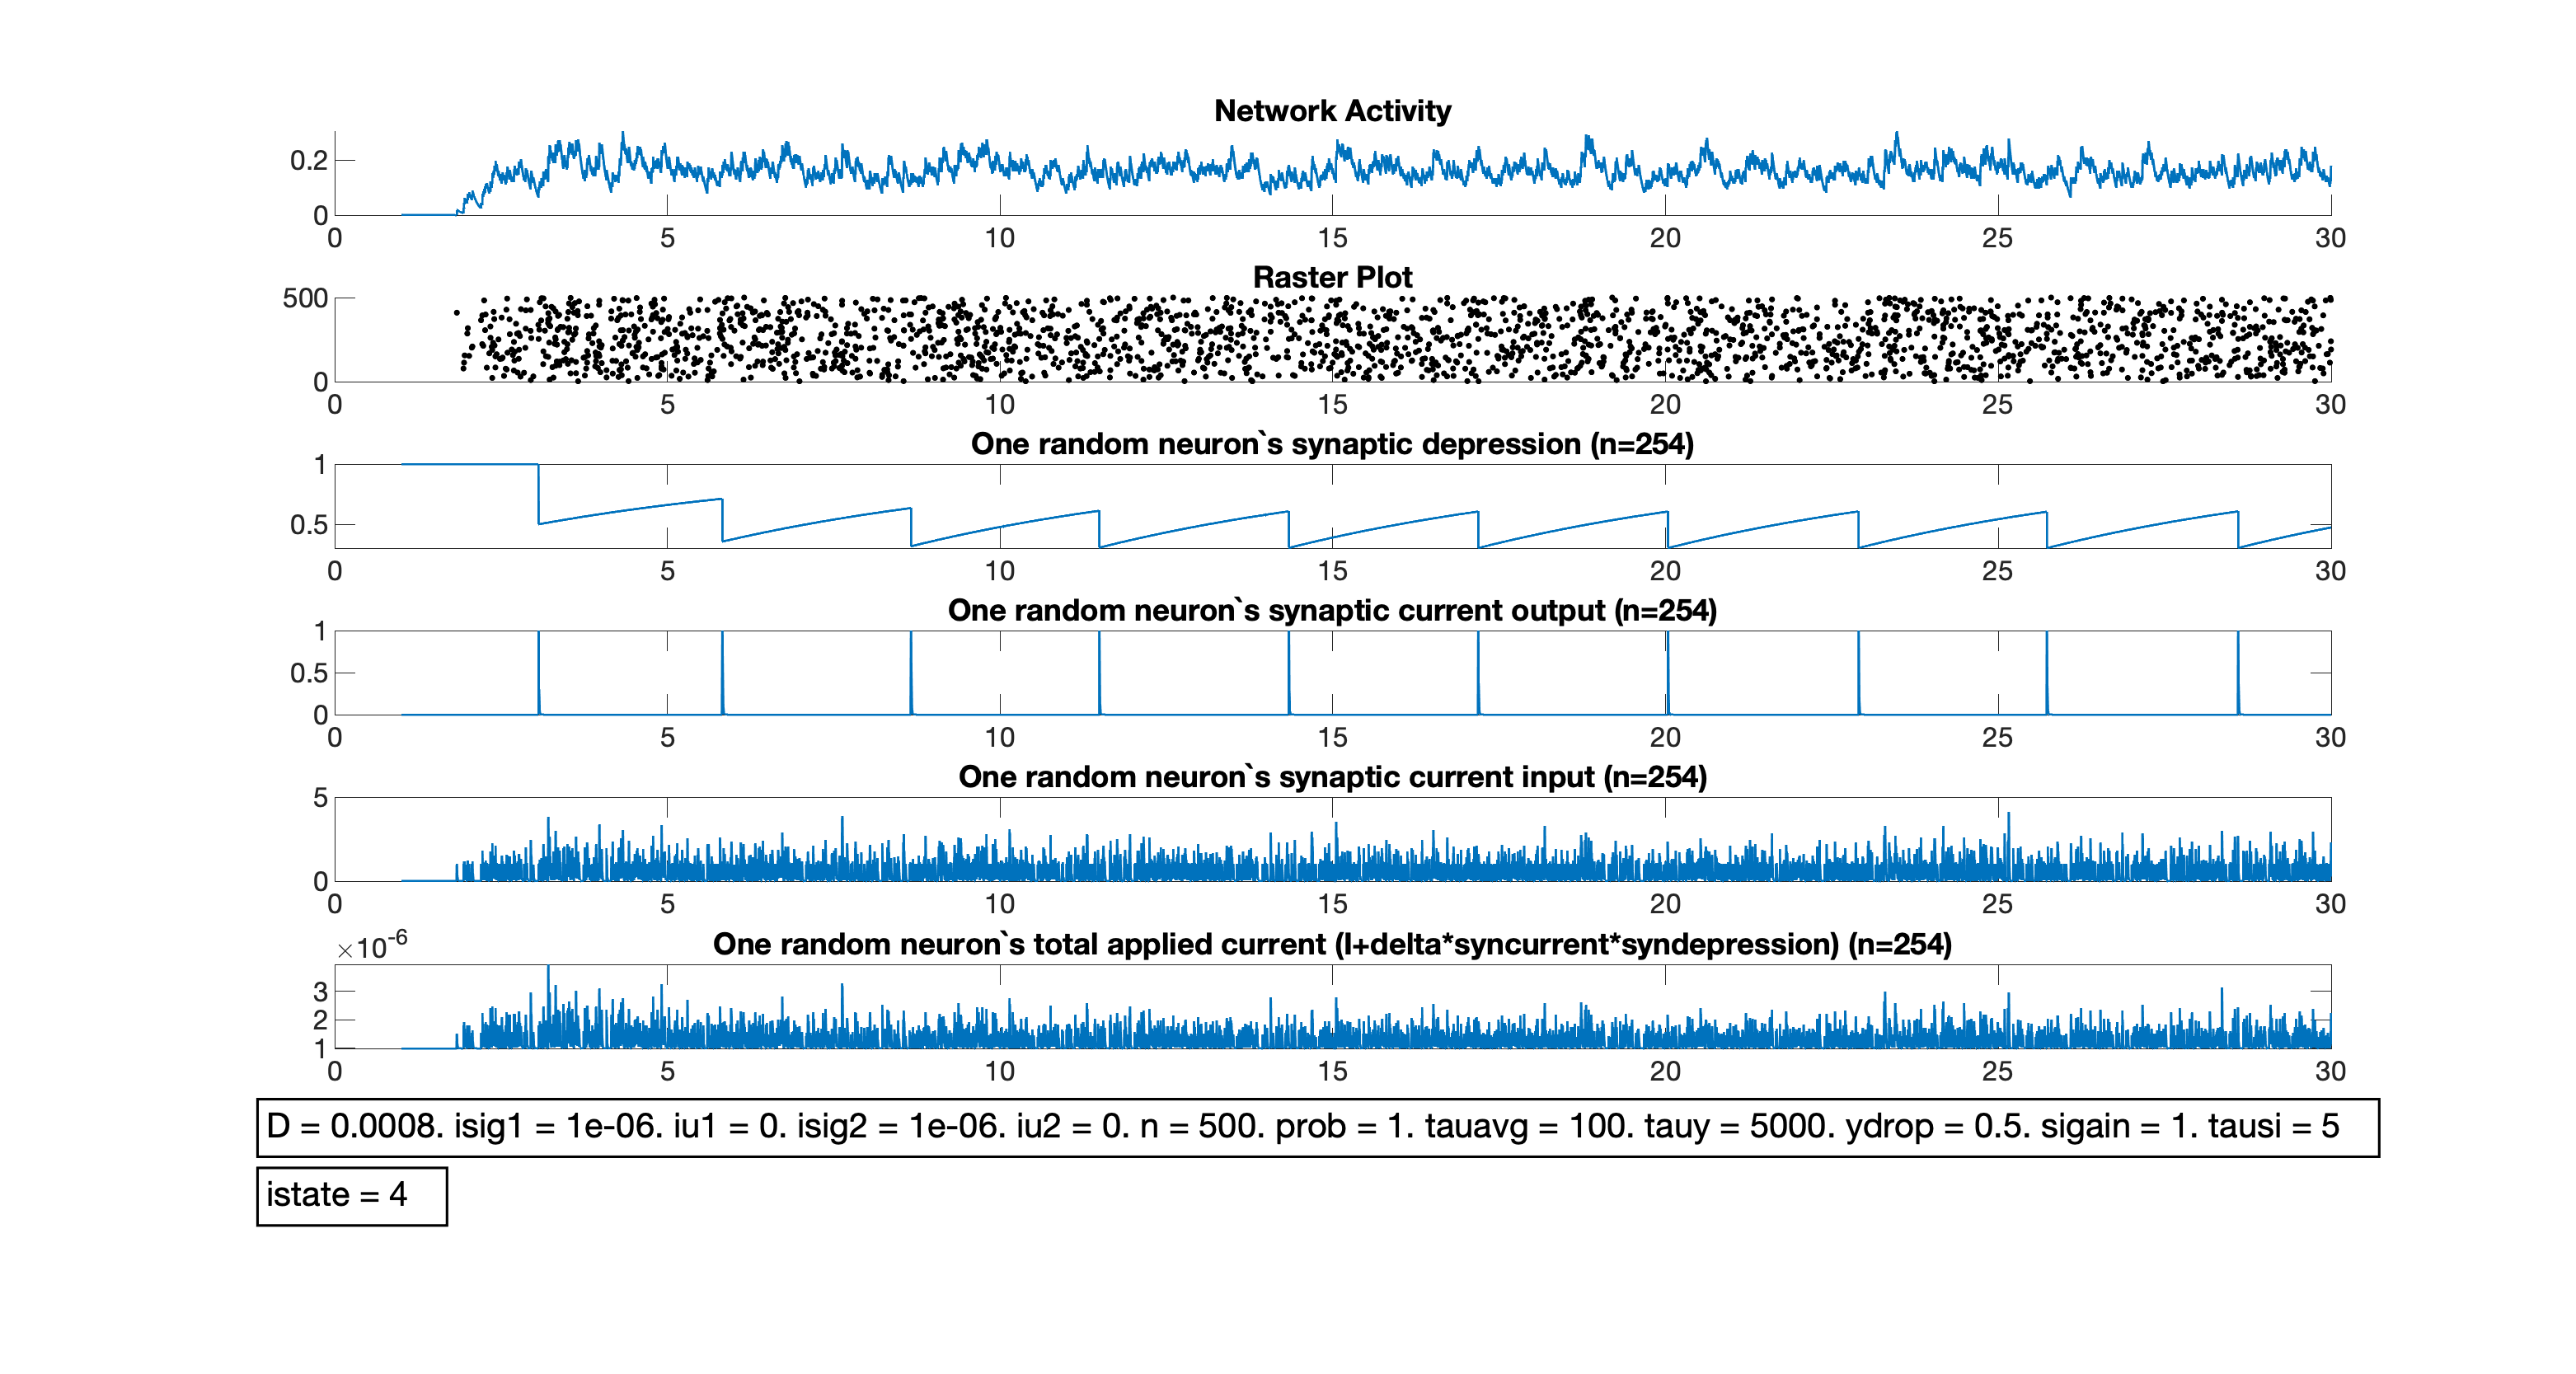 Network Activity
0.2
0
0 5 10 15 20 25 30
Raster Plot
500
0
0 5 10 15 20 25 30
One random neuron`s synaptic depression (n=254)
1
0.5
0 5 10 15 20 25 30
One random neuron`s synaptic current output (n=254)
1
0.5
0
0 5 10 15 20 25 30
One random neuron`s synaptic current input (n=254)
5
0
0 5 10 15 20 25 30
×10-6 One random neuron`s total applied current (I+delta*syncurrent*syndepression) (n=254)
3
2
1
0 5 10 15 20 25 30
D = 0.0008. isig1 = 1e-06. iu1 = 0. isig2 = 1e-06. iu2 = 0. n = 500. prob = 1. tauavg = 100. tauy = 5000. ydrop = 0.5. sigain = 1. tausi = 5
istate = 4